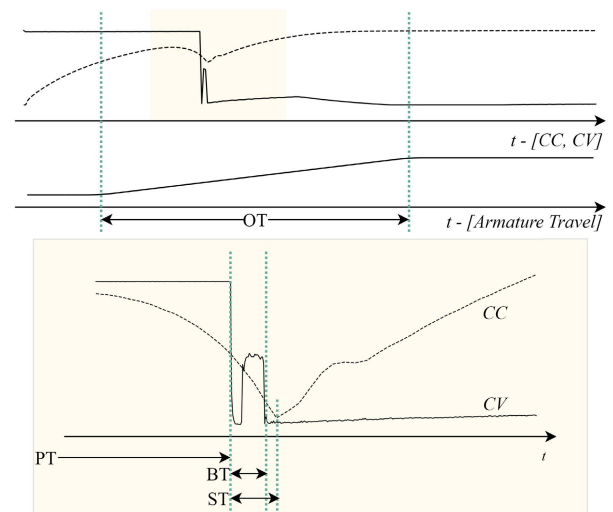 t - [CC, CV]
OT
t - [Armature Travel]
CC
CV
PT
t
BT
ST